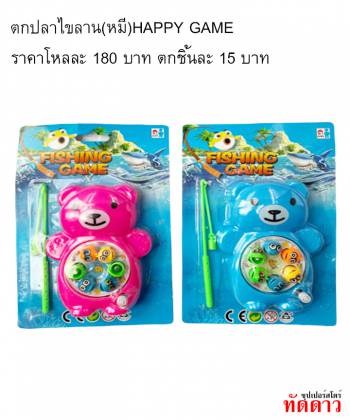 ตกปลาไขลาน(หมี)HAPPY GAME
ราคาโหลละ 180 บาท ตกชิ้นละ 15 บาท
FISHING
GAME
FISHING
GAME
ซุปเปอร์สโตร์
ทัดดาว